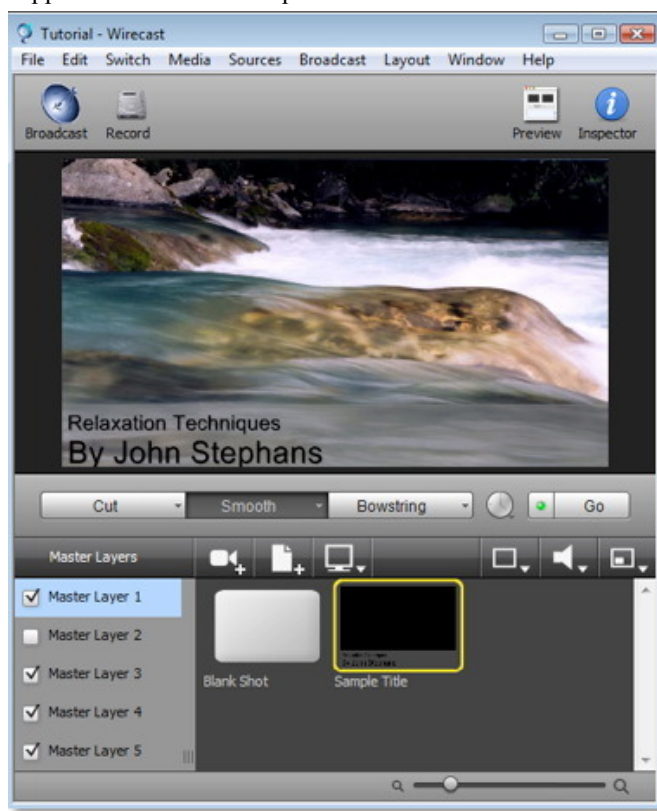 Tutorial - Wirecast
File Edit Switch Media Sources Broadcast Layout Window Help
Broadcast Record Preview Inspector
Relaxation Techniques
By John Stephans
Cut Smooth Bowstring Go
Master Layers
Master Layer 1
Master Layer 2
Master Layer 3
Master Layer 4
Master Layer 5
Blank Shot Sample Title